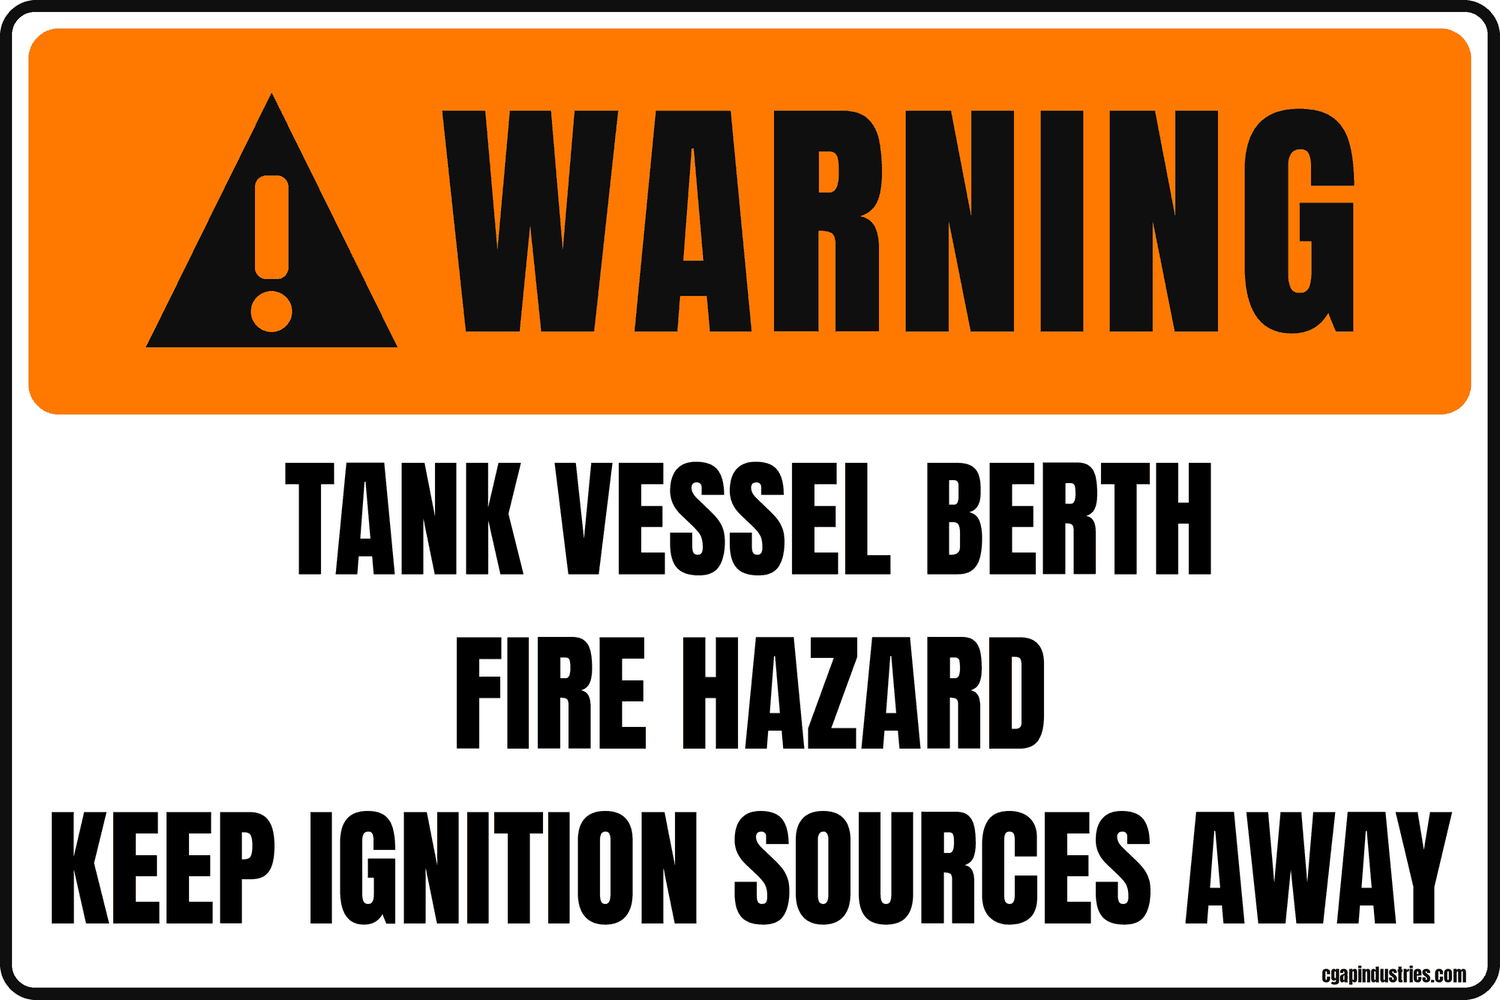 WARNING
TANK VESSEL BERTH
FIRE HAZARD
KEEP IGNITION SOURCES AWAY
cgapindustries.com